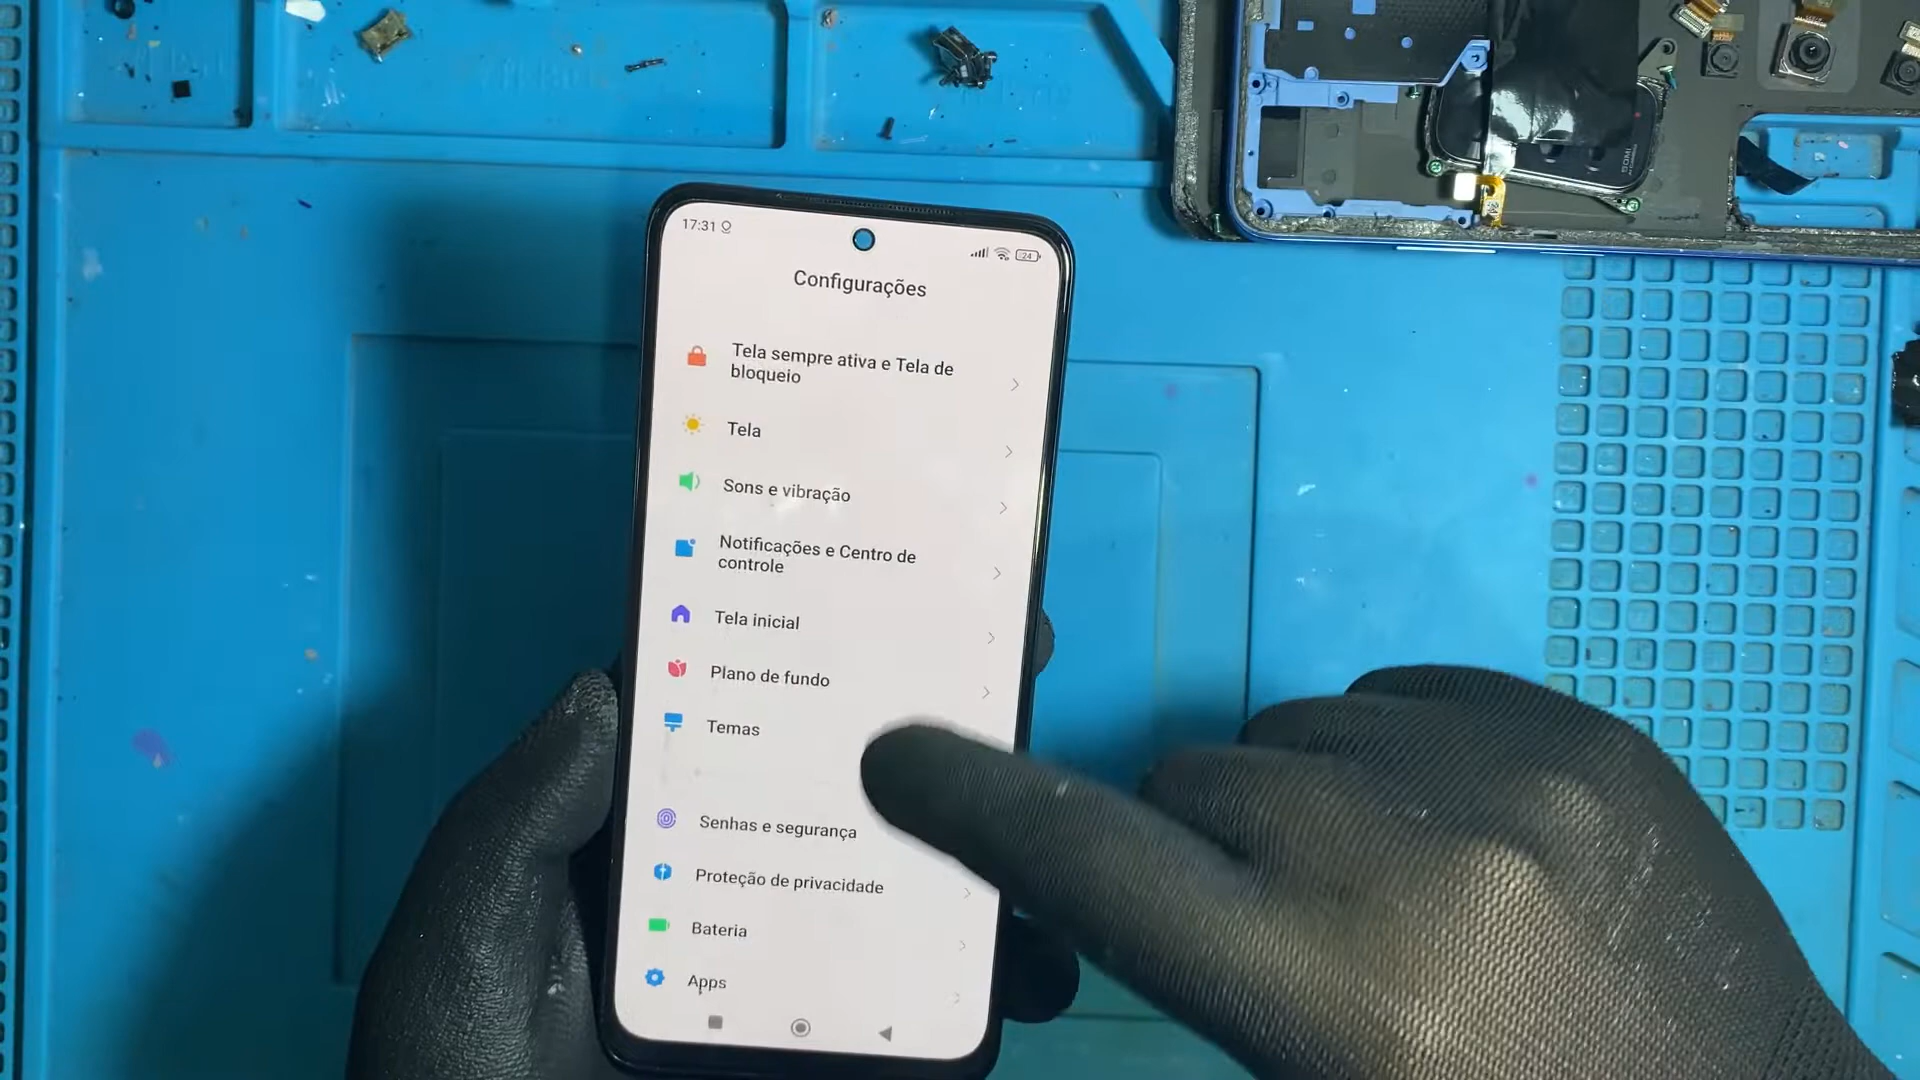 17:31
24
Configurações
Tela sempre ativa e Tela de
bloqueio
Tela
Sons e vibração
Notificações e Centro de
controle
Tela inicial
Plano de fundo
Temas
Senhas e segurança
Proteção de privacidade
Bateria
Apps